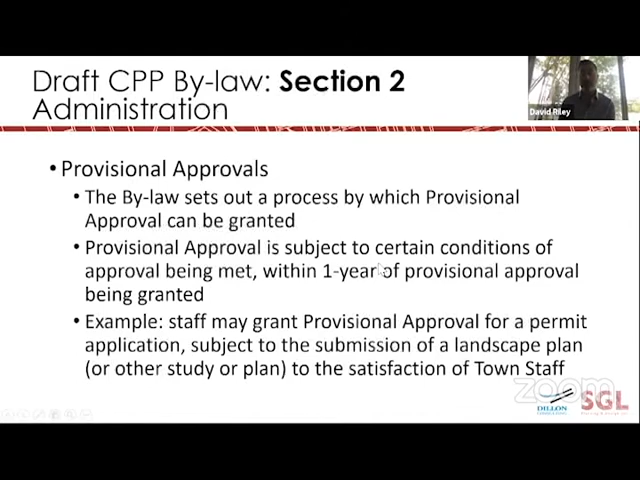 Draft CPP By-law: Section 2
Administration
David Riley
• Provisional Approvals
• The By-law sets out a process by which Provisional
Approval can be granted
• Provisional Approval is subject to certain conditions of
approval being met, within 1-year of provisional approval
being granted
• Example: staff may grant Provisional Approval for a permit
application, subject to the submission of a landscape plan
(or other study or plan) to the satisfaction of Town Staff
zoom
DILLON
SGL